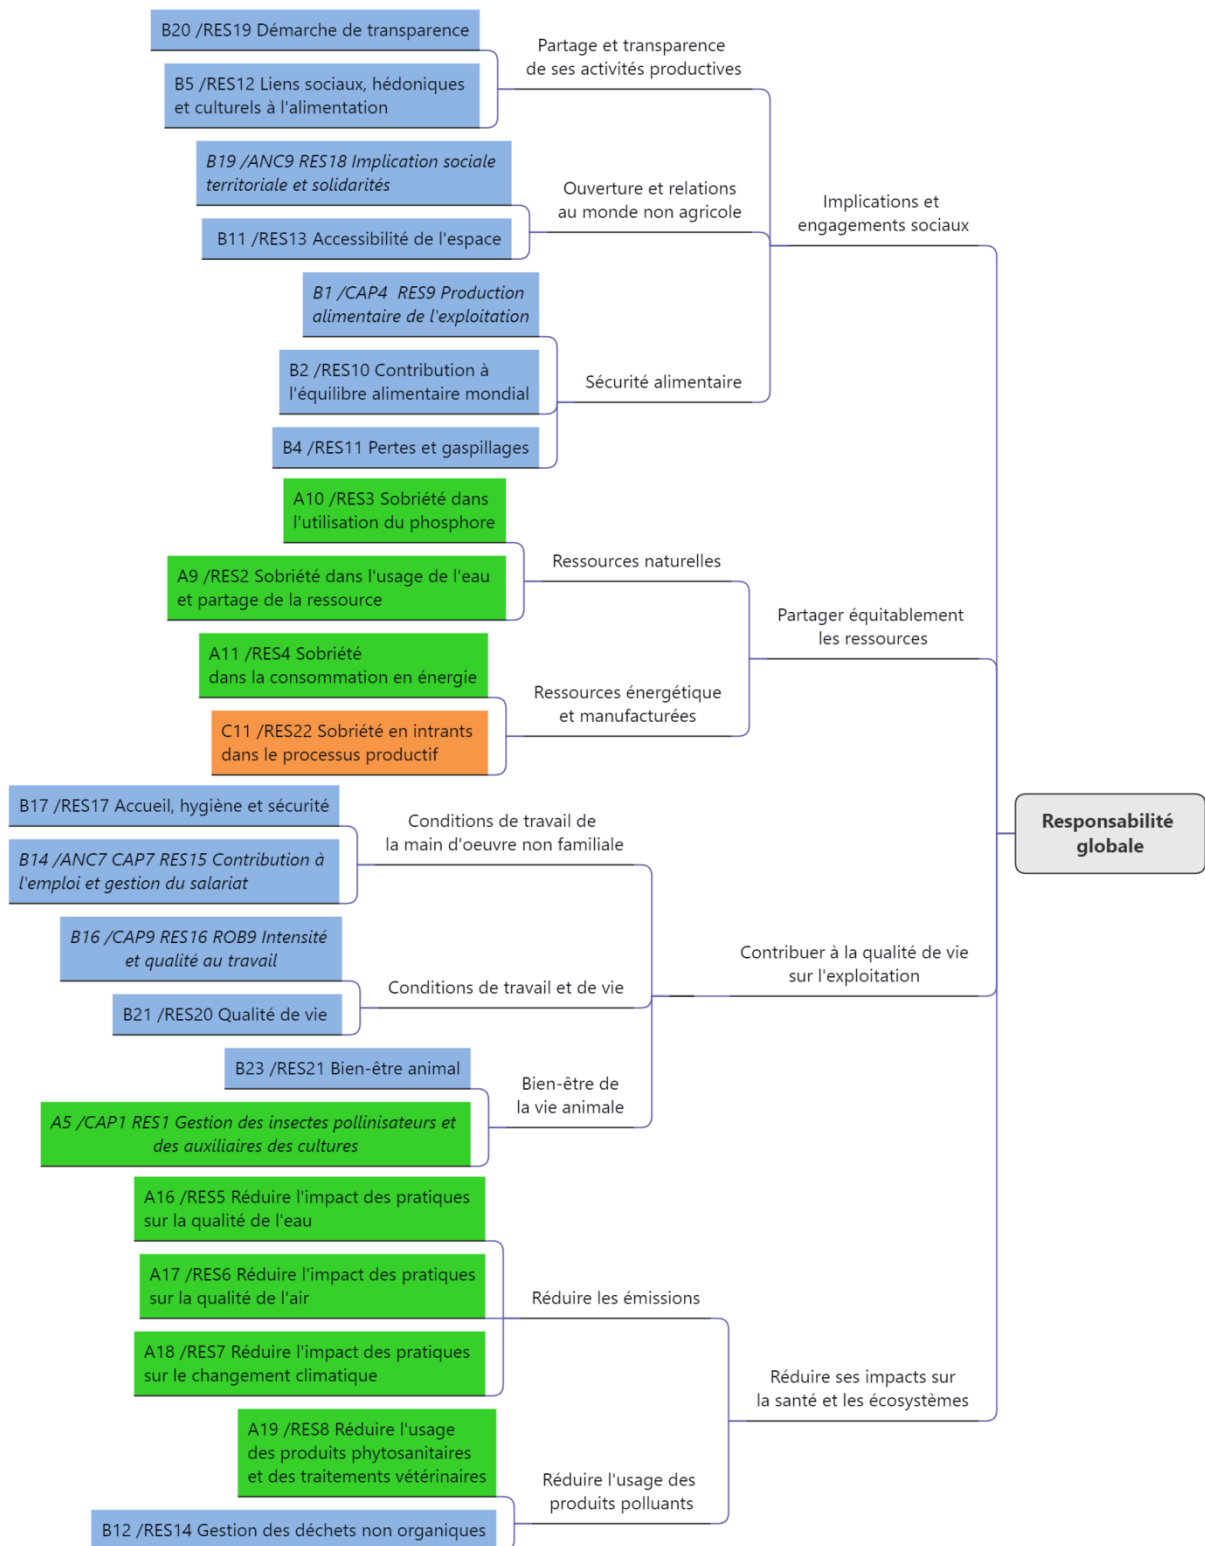 B20 /RES19 Démarche de transparence
B5 /RES12 Liens sociaux, hédoniques
et culturels à l'alimentation
Partage et transparence
de ses activités productives
B19 /ANC9 RES18 Implication sociale
territoriale et solidarités
B11 /RES13 Accessibilité de l'espace
Ouverture et relations
au monde non agricole
B1 /CAP4  RES9 Production
alimentaire de l'exploitation
B2 /RES10 Contribution à
l'équilibre alimentaire mondial
B4 /RES11 Pertes et gaspillages
Sécurité alimentaire
Implications et
engagements sociaux
A10 /RES3 Sobriété dans
l'utilisation du phosphore
A9 /RES2 Sobriété dans l'usage de l'eau
et partage de la ressource
Ressources naturelles
A11 /RES4 Sobriété
dans la consommation en énergie
C11 /RES22 Sobriété en intrants
dans le processus productif
Ressources énergétique
et manufacturées
Partager équitablement
les ressources
B17 /RES17 Accueil, hygiène et sécurité
B14 /ANC7 CAP7 RES15 Contribution à
l'emploi et gestion du salariat
Conditions de travail de
la main d'oeuvre non familiale
B16 /CAP9 RES16 ROB9 Intensité
et qualité au travail
B21 /RES20 Qualité de vie
Conditions de travail et de vie
B23 /RES21 Bien-être animal
A5 /CAP1 RES1 Gestion des insectes pollinisateurs et
des auxiliaires des cultures
Bien-être de
la vie animale
Contribuer à la qualité de vie
sur l'exploitation
A16 /RES5 Réduire l'impact des pratiques
sur la qualité de l'eau
A17 /RES6 Réduire l'impact des pratiques
sur la qualité de l'air
A18 /RES7 Réduire l'impact des pratiques
sur le changement climatique
Réduire les émissions
A19 /RES8 Réduire l'usage
des produits phytosanitaires
et des traitements vétérinaires
B12 /RES14 Gestion des déchets non organiques
Réduire l'usage des
produits polluants
Réduire ses impacts sur
la santé et les écosystèmes
Responsabilité
globale